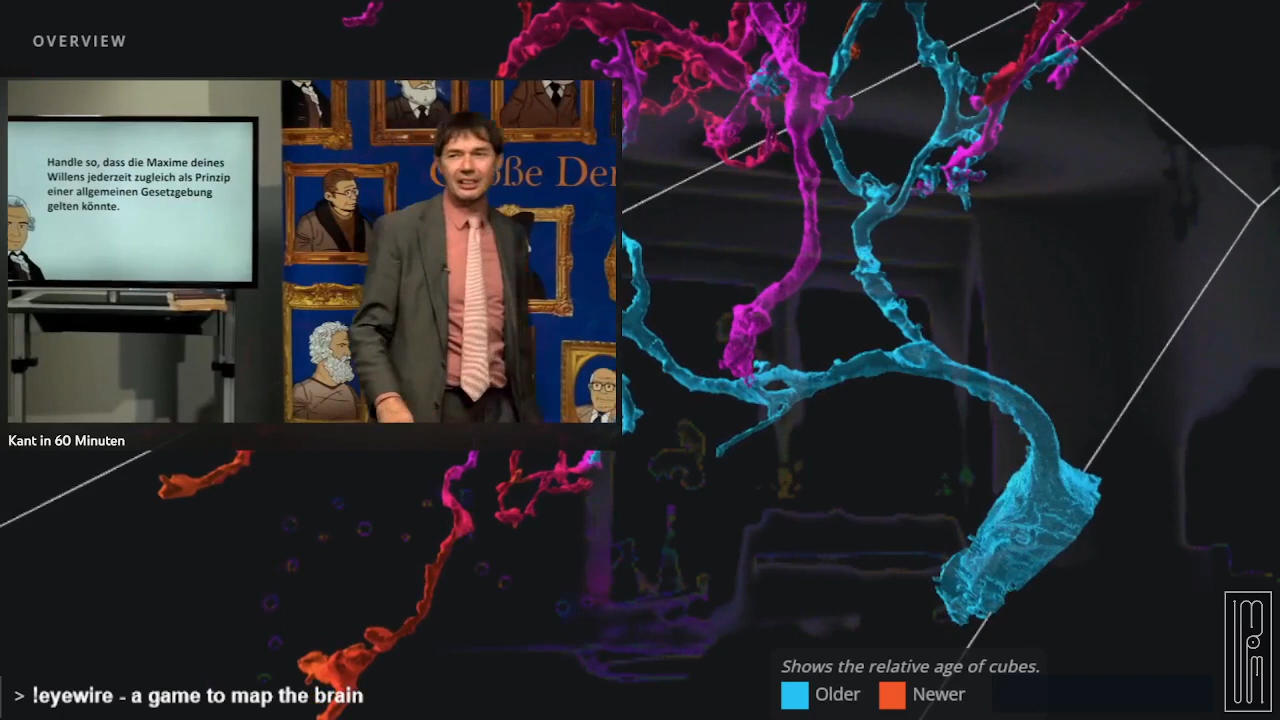 OVERVIEW
Handle so, dass die Maxime deines
Willens jederzeit zugleich als Prinzip
einer allgemeinen Gesetzgebung
gelten könnte.
Kant in 60 Minuten
Shows the relative age of cubes.
Older Newer
> !eyewire - a game to map the brain